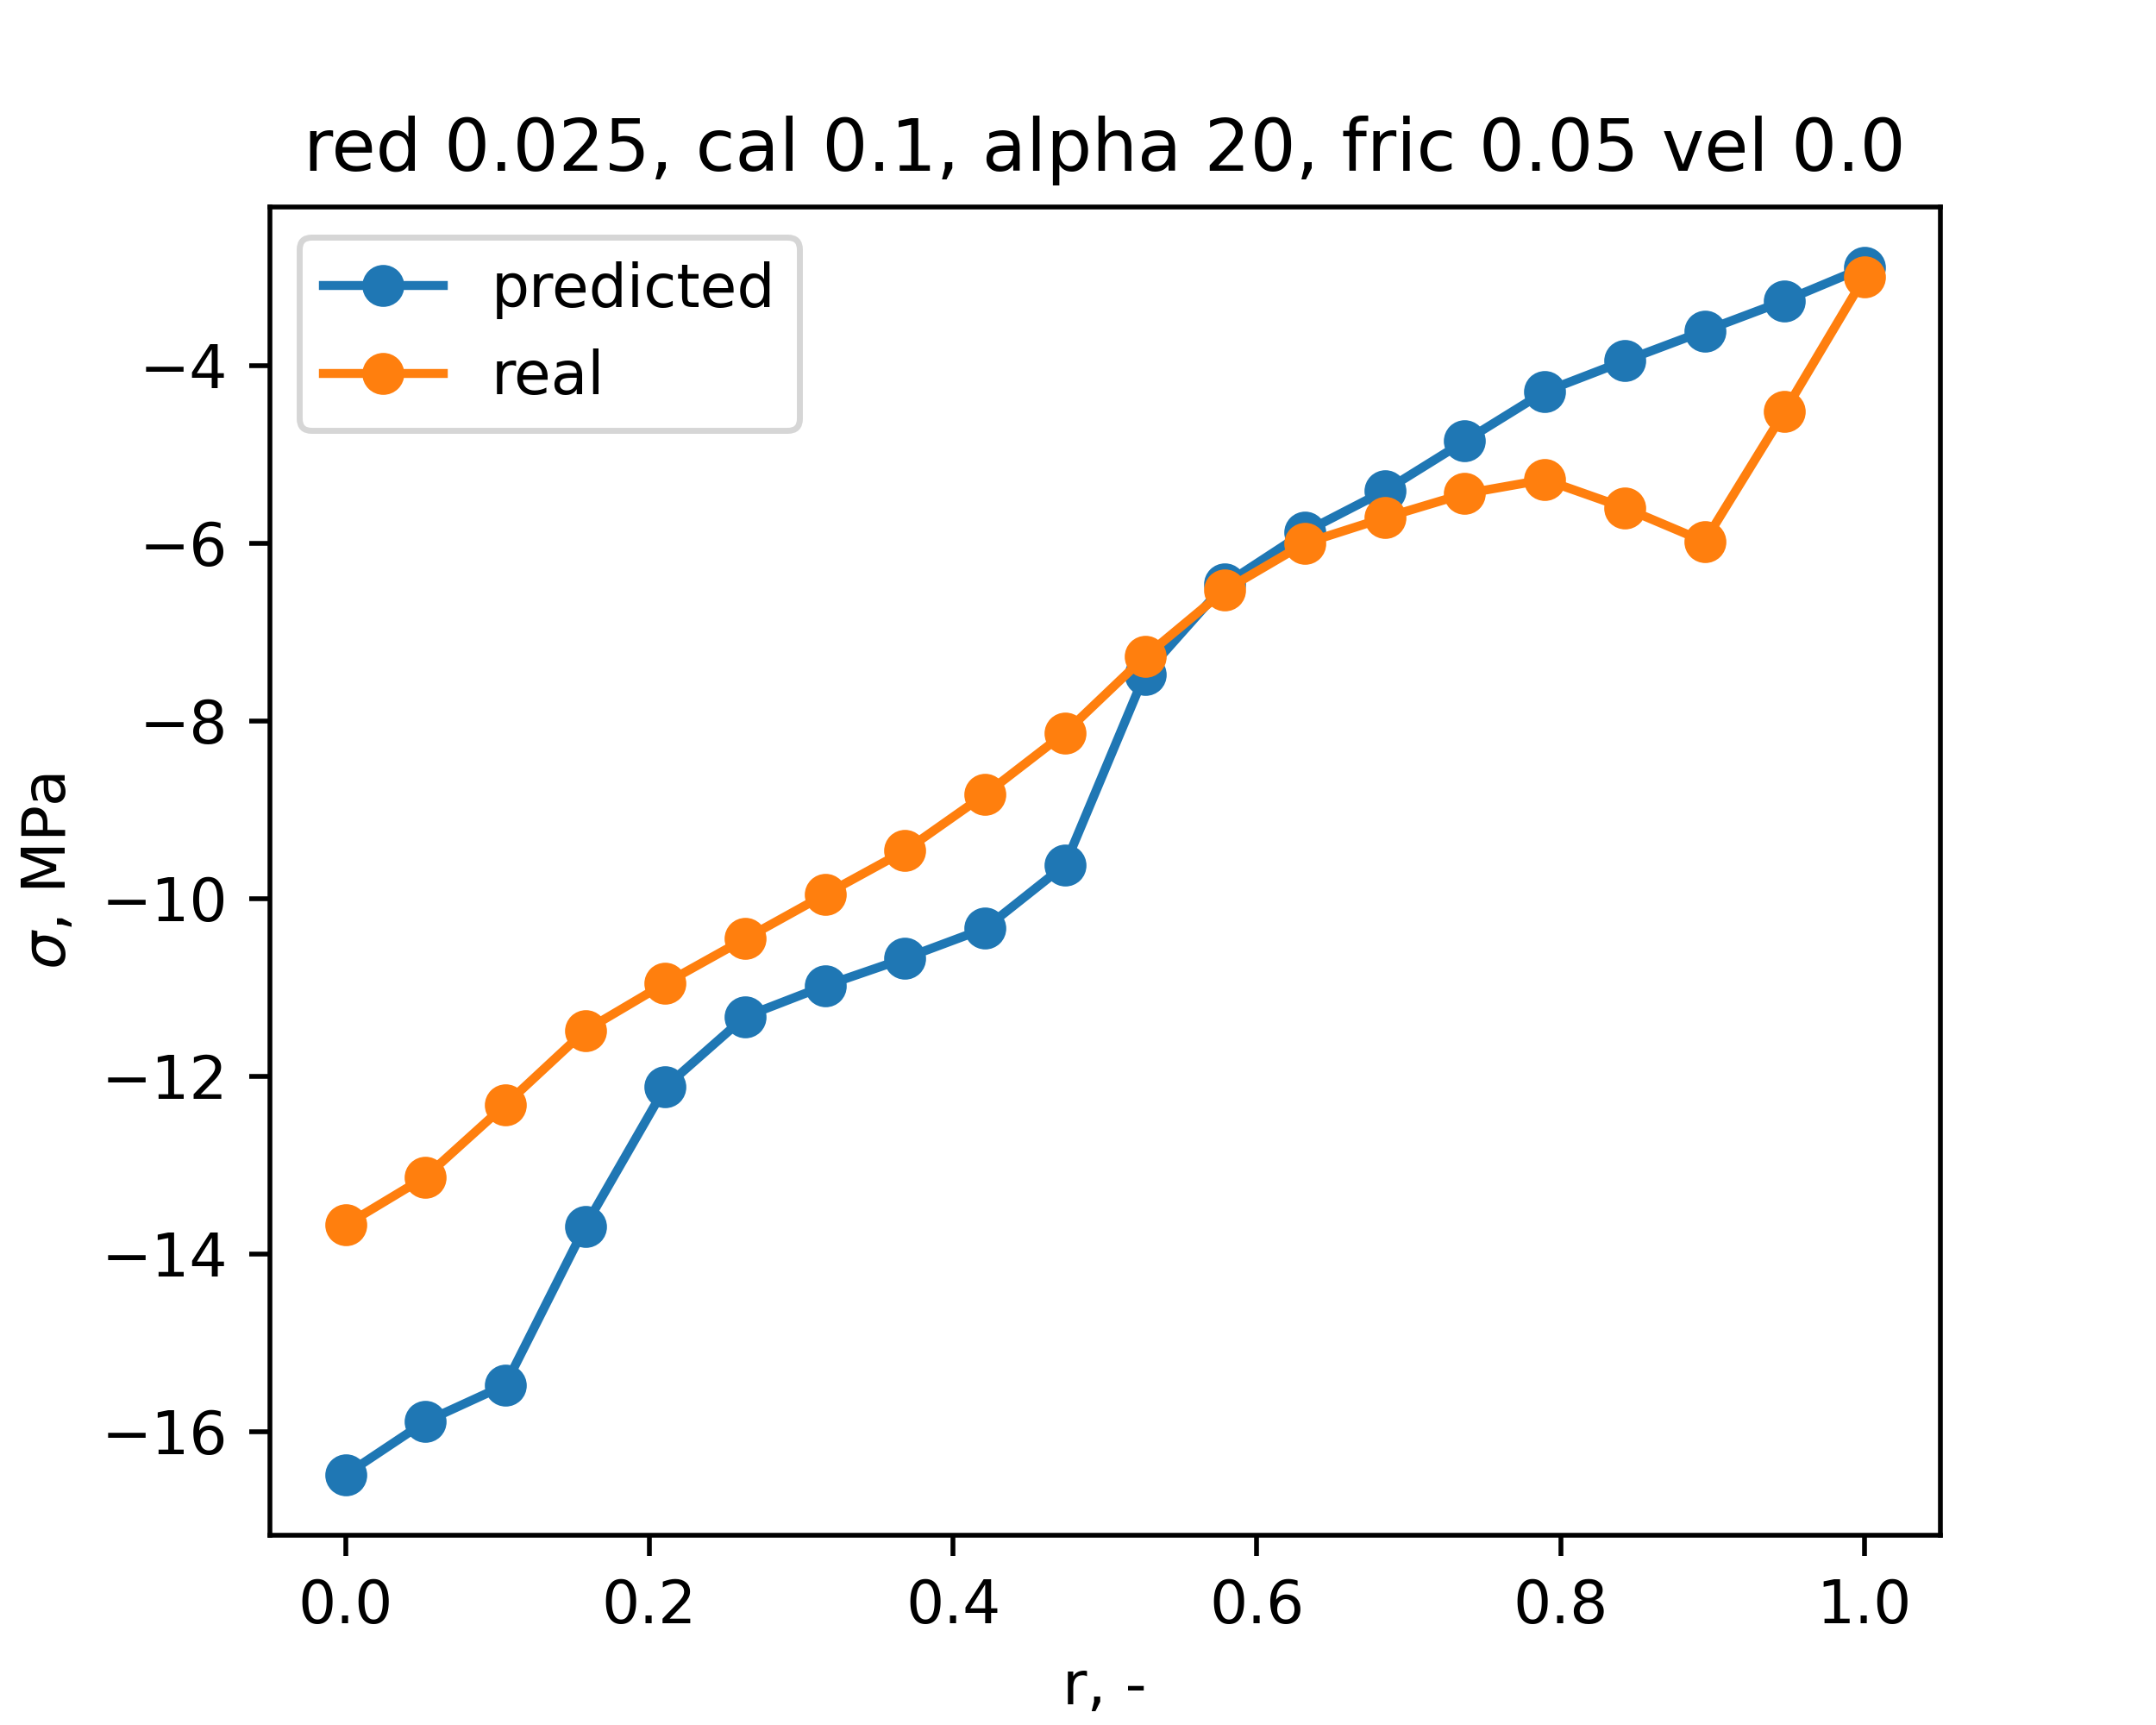 red 0.025, cal 0.1, alpha 20, fric 0.05 vel 0.0
predicted
real
−4
−6
−8
−10
−12
−14
−16
σ, MPa
0.0 0.2 0.4 0.6 0.8 1.0
r, -